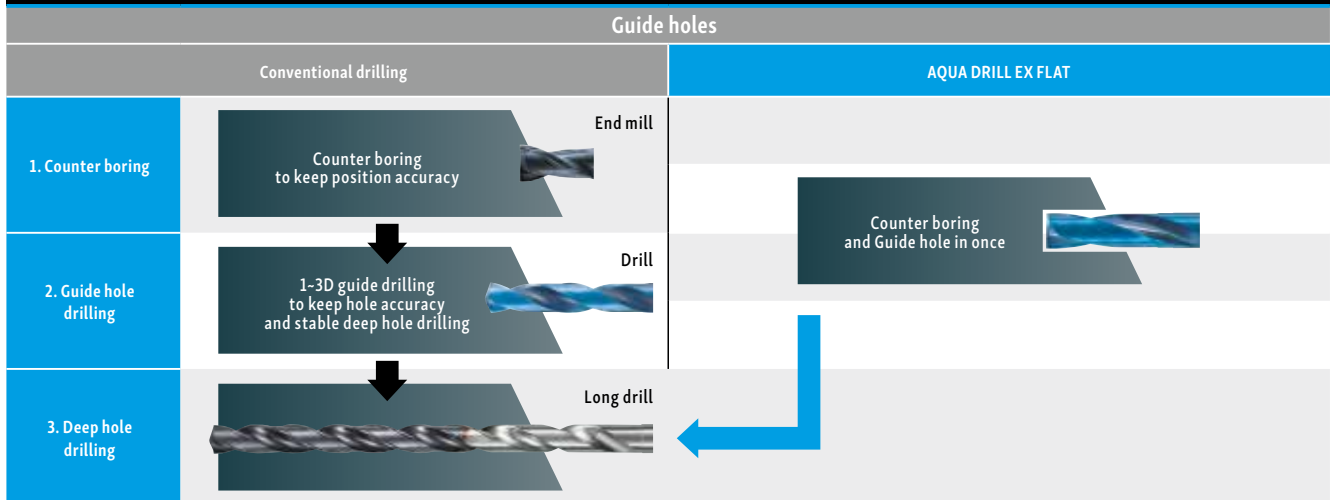 Guide holes
Conventional drilling
AQUA DRILL EX FLAT
1. Counter boring
End mill
Counter boring
to keep position accuracy
Counter boring
and Guide hole in once
2. Guide hole
drilling
Drill
1~3D guide drilling
to keep hole accuracy
and stable deep hole drilling
3. Deep hole
drilling
Long drill